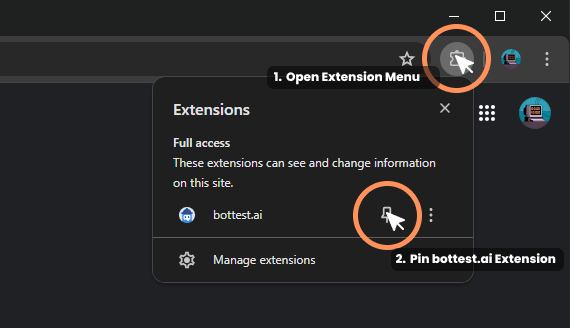 1. Open Extension Menu
Extensions
Full access
These extensions can see and change information
on this site.
bottest.ai
Manage extensions
2. Pin bottest.ai Extension